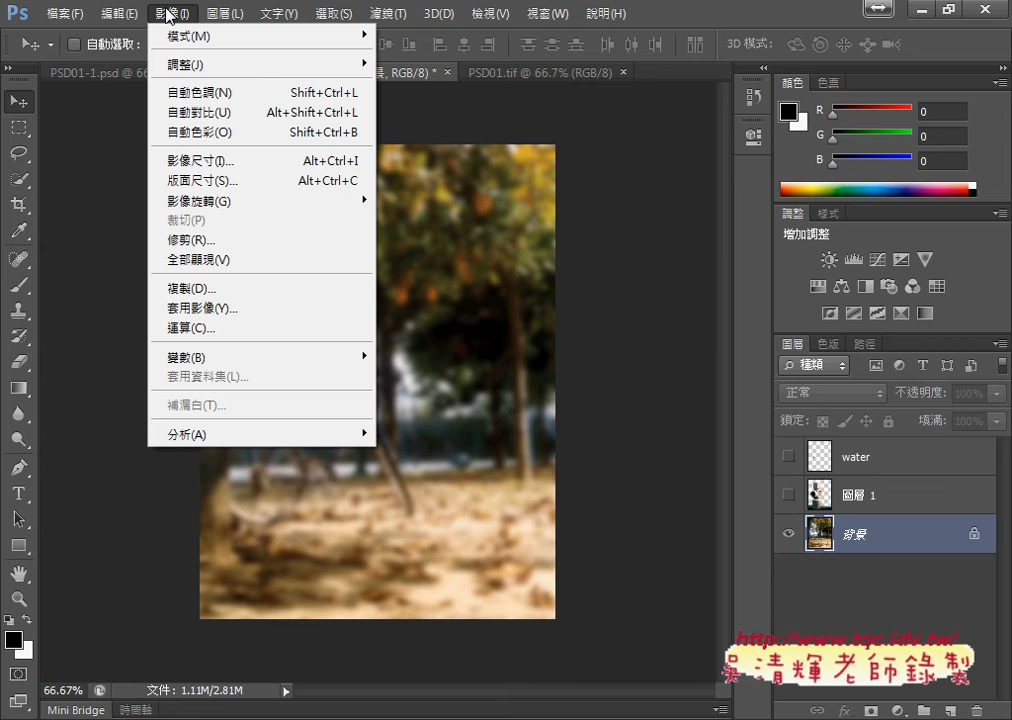 Ps 檔案(F) 編輯(E) 影像(I) 圖層(L) 文字(Y) 選取(S) 濾鏡(T) 3D(D) 檢視(V) 視窗(W) 說明(H)
自動選取: 3D 模式:
PSD01-1.psd @ 66 景, RGB/8) * × PSD01.tif @ 66.7% (RGB/8) ×
模式(M)
調整(J)
自動色調(N) Shift+Ctrl+L
自動對比(U) Alt+Shift+Ctrl+L
自動色彩(O) Shift+Ctrl+B
影像尺寸(I)... Alt+Ctrl+I
版面尺寸(S)... Alt+Ctrl+C
影像旋轉(G)
裁切(P)
修剪(R)...
全部顯現(V)
複製(D)...
套用影像(Y)...
運算(C)...
變數(B)
套用資料集(L)...
補漏白(T)...
分析(A)
顏色 色票
R 0
G 0
B 0
調整 樣式
增加調整
圖層 色版 路徑
種類
正常 不透明度: 100%
鎖定: 填滿: 100%
water
圖層 1
背景
http://www.tqc.idv.tw/
吳清輝老師錄製
66.67% 文件: 1.11M/2.81M
Mini Bridge 時間軸